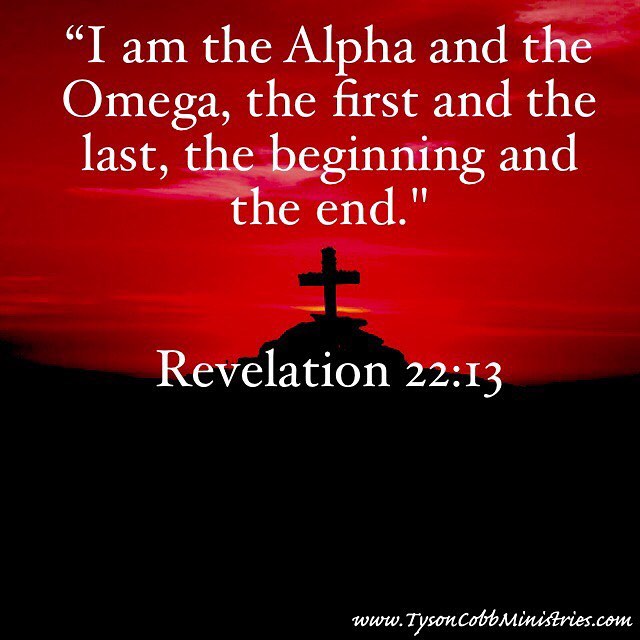 “I am the Alpha and the
Omega, the first and the
last, the beginning and
the end."
Revelation 22:13
www.TysonCobbMinistries.com